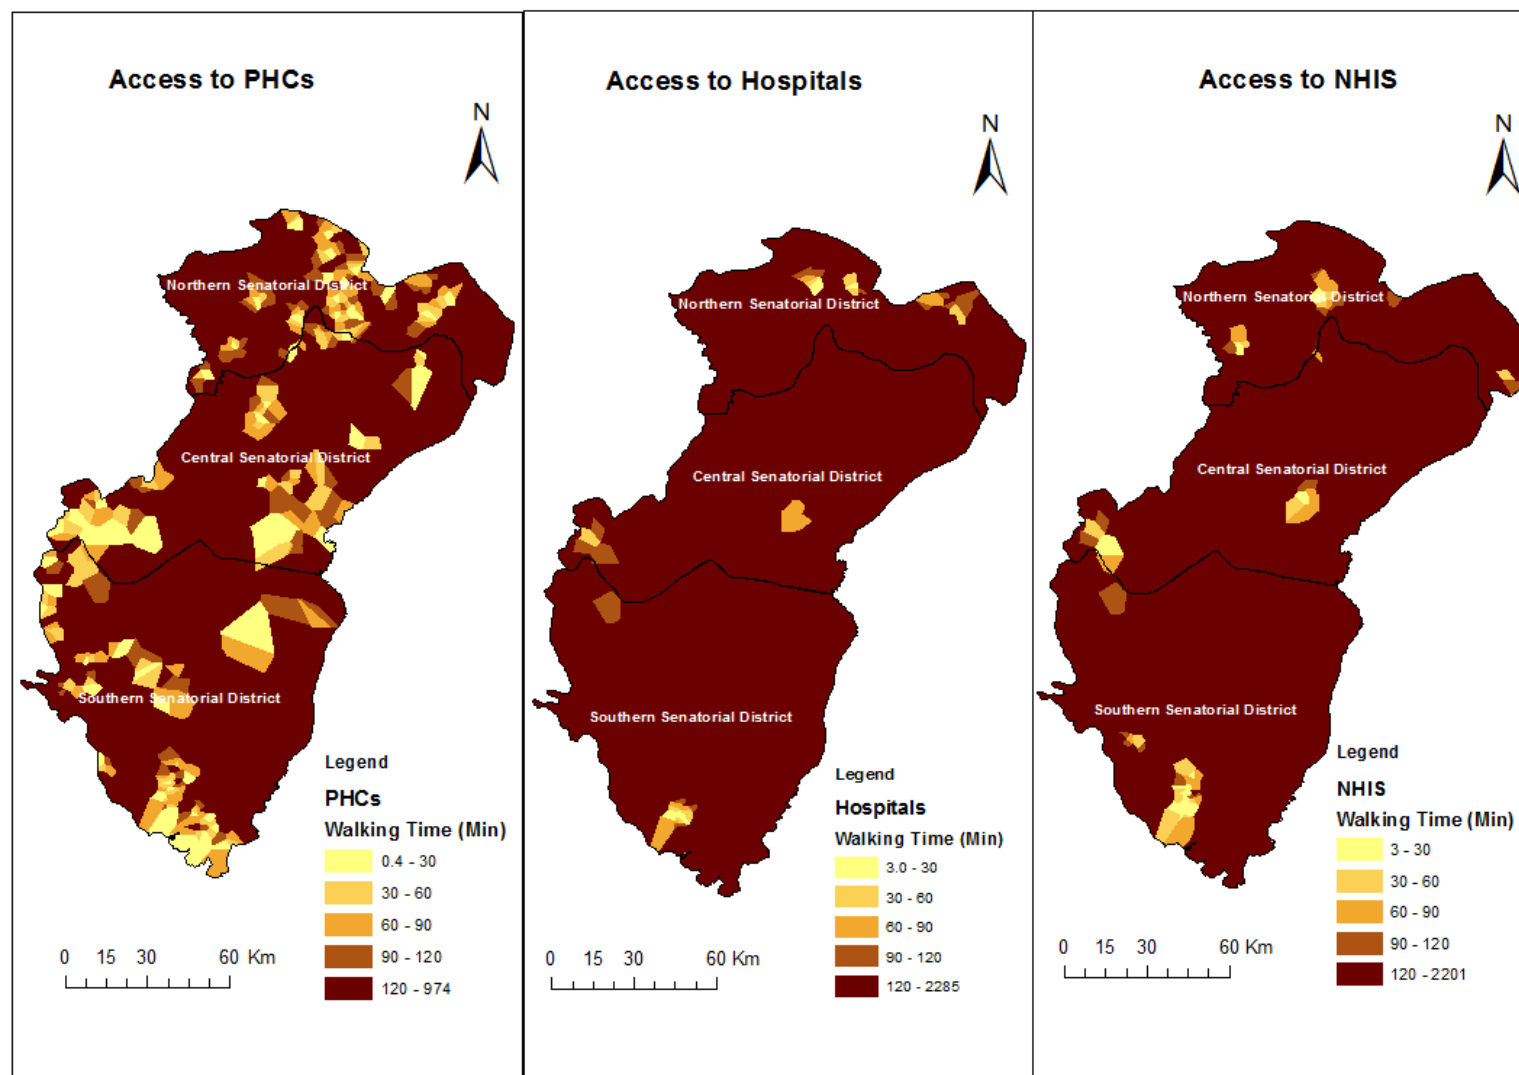 Access to PHCs
N
Northern Senatorial District
Central Senatorial District
Southern Senatorial District
Legend
PHCs
Walking Time (Min)
0.4 - 30
30 - 60
60 - 90
90 - 120
120 - 974
0 15 30 60 Km
Access to Hospitals
N
Northern Senatorial District
Central Senatorial District
Southern Senatorial District
Legend
Hospitals
Walking Time (Min)
3.0 - 30
30 - 60
60 - 90
90 - 120
120 - 2285
0 15 30 60 Km
Access to NHIS
N
Northern Senatorial District
Central Senatorial District
Southern Senatorial District
Legend
NHIS
Walking Time (Min)
3 - 30
30 - 60
60 - 90
90 - 120
120 - 2201
0 15 30 60 Km